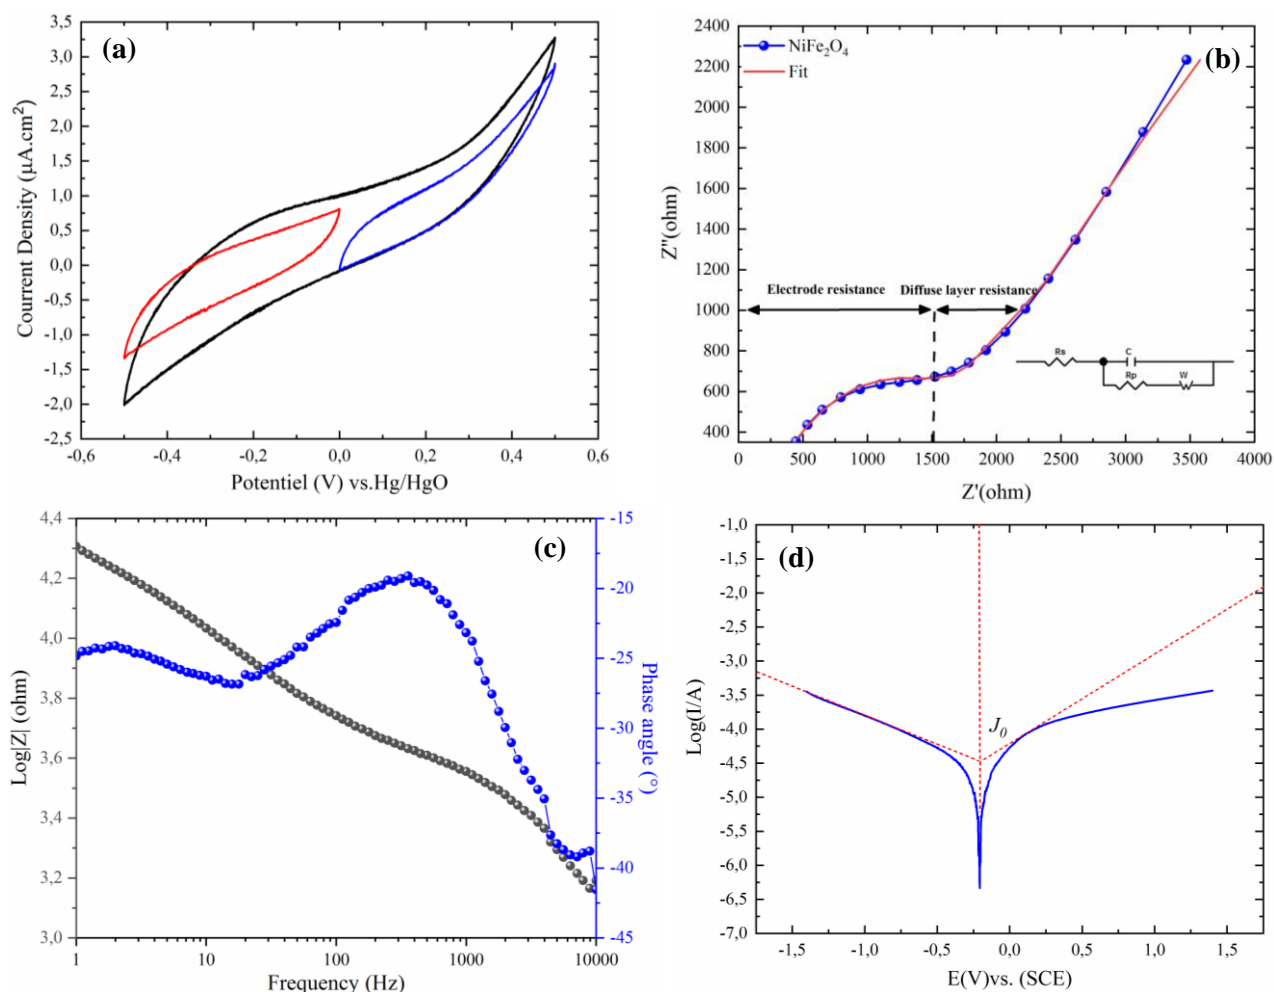 (a)
3,5
3,0
2,5
2,0
1,5
1,0
0,5
0,0
-0,5
-1,0
-1,5
-2,0
-2,5
-0,6 -0,4 -0,2 0,0 0,2 0,4 0,6
Courrent Density (μA.cm²)
Potentiel (V) vs.Hg/HgO
(b)
NiFe₂O₄
Fit
2400
2200
2000
1800
1600
1400
1200
1000
800
600
400
0 500 1000 1500 2000 2500 3000 3500 4000
Z"(ohm)
Z'(ohm)
Electrode resistance
Diffuse layer resistance
Rs C
Rp W
(c)
4,4
4,2
4,0
3,8
3,6
3,4
3,2
3,0
-15
-20
-25
-30
-35
-40
-45
1 10 100 1000 10000
Log|Z| (ohm)
Phase angle (°)
Frequency (Hz)
(d)
-1,0
-1,5
-2,0
-2,5
-3,0
-3,5
-4,0
-4,5
-5,0
-5,5
-6,0
-6,5
-7,0
-1,5 -1,0 -0,5 0,0 0,5 1,0 1,5
Log(I/A)
J₀
E(V)vs. (SCE)